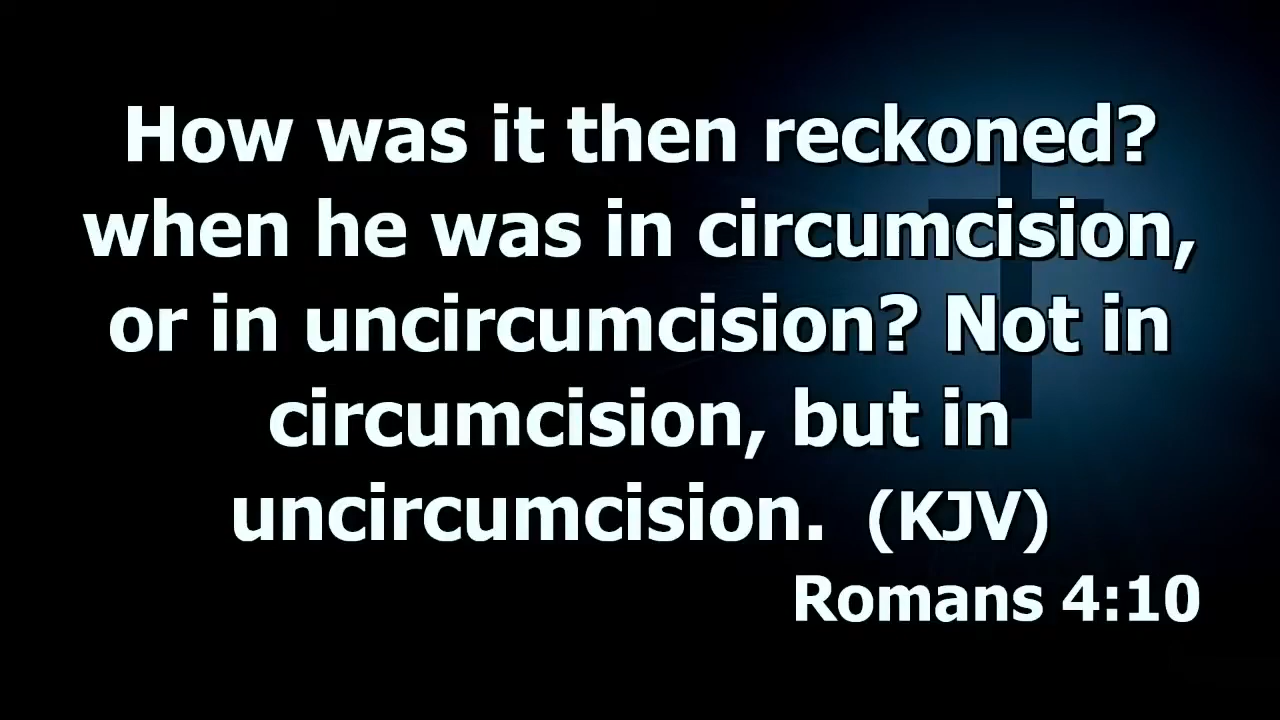 How was it then reckoned?
when he was in circumcision,
or in uncircumcision? Not in
circumcision, but in
uncircumcision.  (KJV)
Romans 4:10